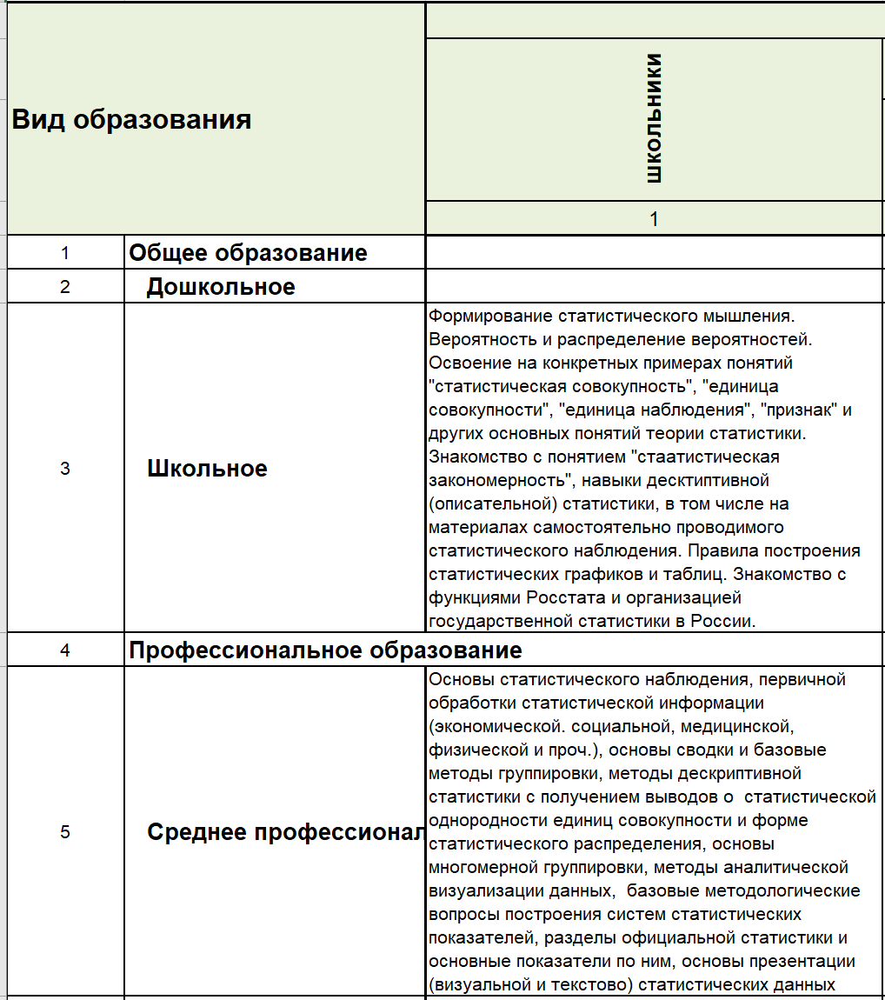 Вид образования
школьники
1
1 Общее образование
2 Дошкольное
3 Школьное
Формирование статистического мышления.
Вероятность и распределение вероятностей.
Освоение на конкретных примерах понятий
"статистическая совокупность", "единица
совокупности", "единица наблюдения", "признак" и
других основных понятий теории статистики.
Знакомство с понятием "стаатистическая
закономерность", навыки десктиптивной
(описательной) статистики, в том числе на
материалах самостоятельно проводимого
статистического наблюдения. Правила построения
статистических графиков и таблиц. Знакомство с
функциями Росстата и организацией
государственной статистики в России.
4 Профессиональное образование
5 Среднее профессионал
Основы статистического наблюдения, первичной
обработки статистической информации
(экономической. социальной, медицинской,
физической и проч.), основы сводки и базовые
методы группировки, методы дескриптивной
статистики с получением выводов о  статистической
однородности единиц совокупности и форме
статистического распределения, основы
многомерной группировки, методы аналитической
визуализации данных,  базовые методологические
вопросы построения систем статистических
показателей, разделы официальной статистики и
основные показатели по ним, основы презентации
(визуальной и текстово) статистических данных